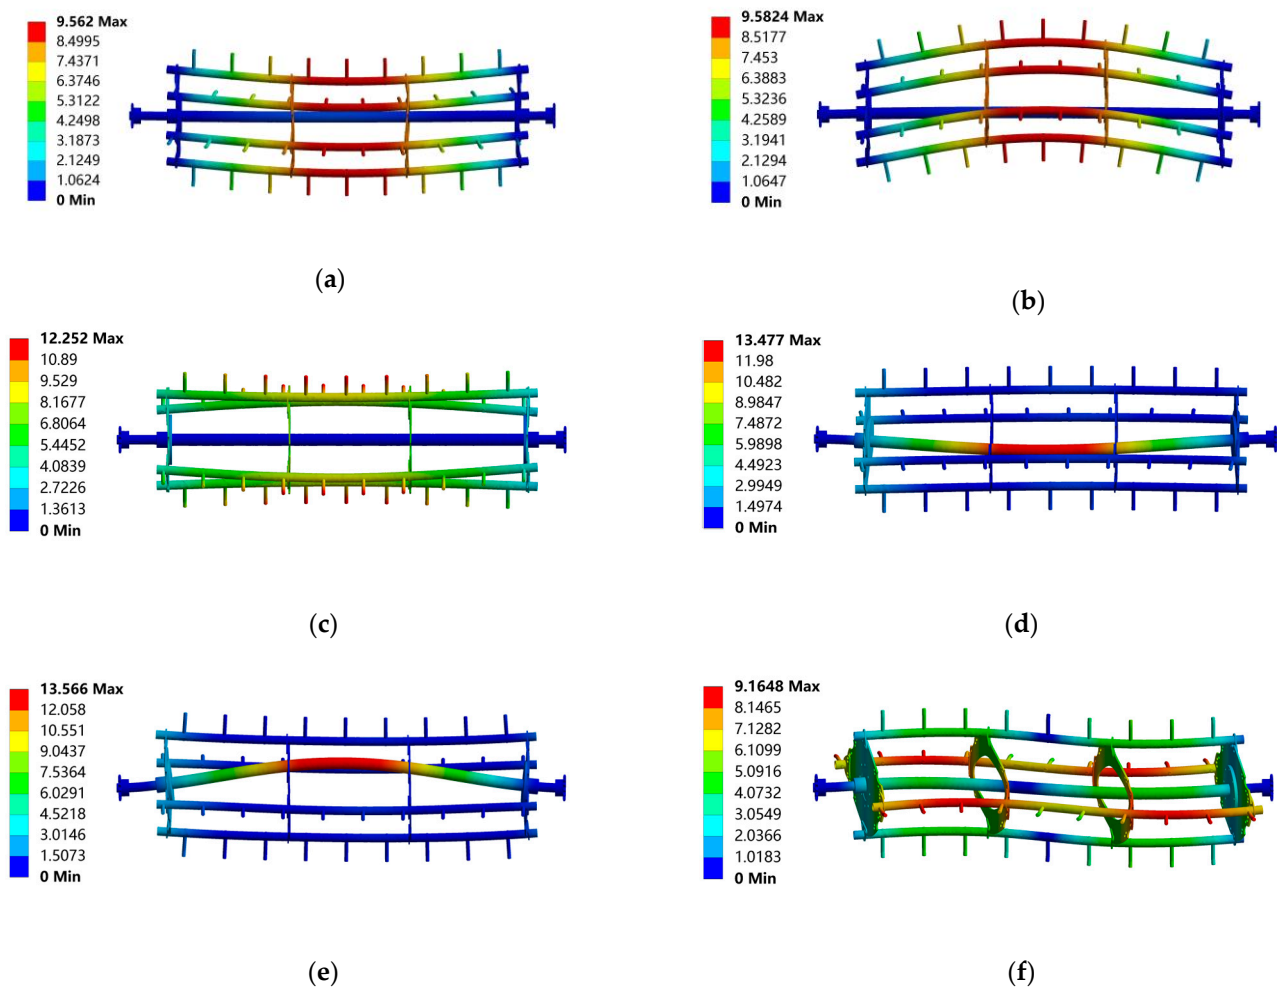 9.562 Max
8.4995
7.4371
6.3746
5.3122
4.2498
3.1873
2.1249
1.0624
0 Min
(a)
9.5824 Max
8.5177
7.453
6.3883
5.3236
4.2589
3.1941
2.1294
1.0647
0 Min
(b)
12.252 Max
10.89
9.529
8.1677
6.8064
5.4452
4.0839
2.7226
1.3613
0 Min
(c)
13.477 Max
11.98
10.482
8.9847
7.4872
5.9898
4.4923
2.9949
1.4974
0 Min
(d)
13.566 Max
12.058
10.551
9.0437
7.5364
6.0291
4.5218
3.0146
1.5073
0 Min
(e)
9.1648 Max
8.1465
7.1282
6.1099
5.0916
4.0732
3.0549
2.0366
1.0183
0 Min
(f)